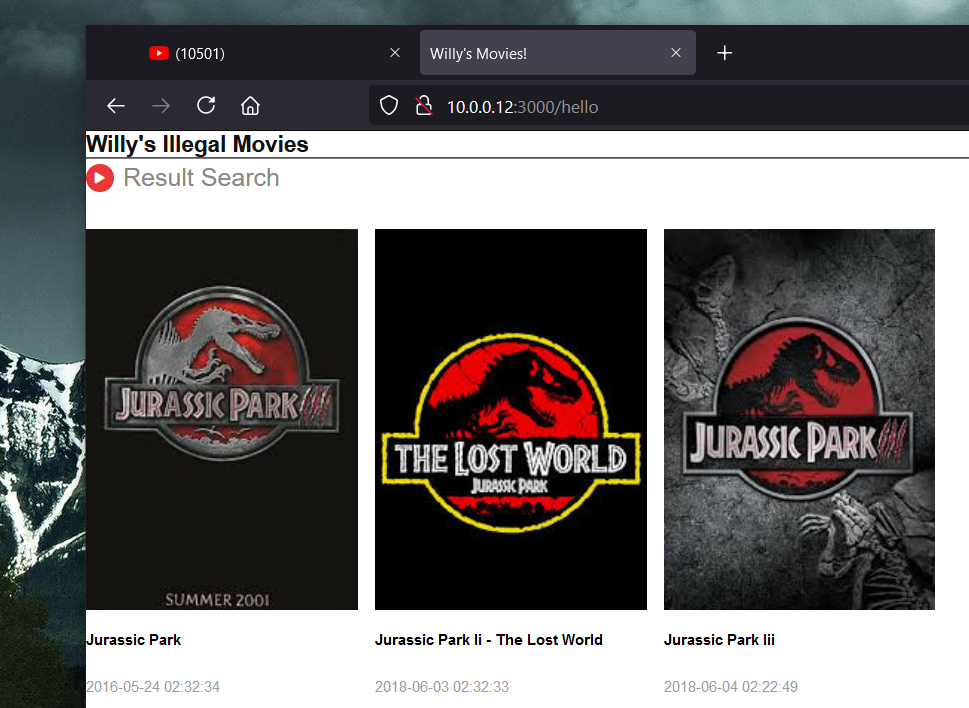 (10501)
Willy's Movies!
10.0.0.12:3000/hello
Willy's Illegal Movies
Result Search
JURASSIC PARK III
SUMMER 2001
THE LOST WORLD
JURASSIC PARK
JURASSIC PARK III
Jurassic Park
Jurassic Park Ii - The Lost World
Jurassic Park Iii
2016-05-24 02:32:34
2018-06-03 02:32:33
2018-06-04 02:22:49